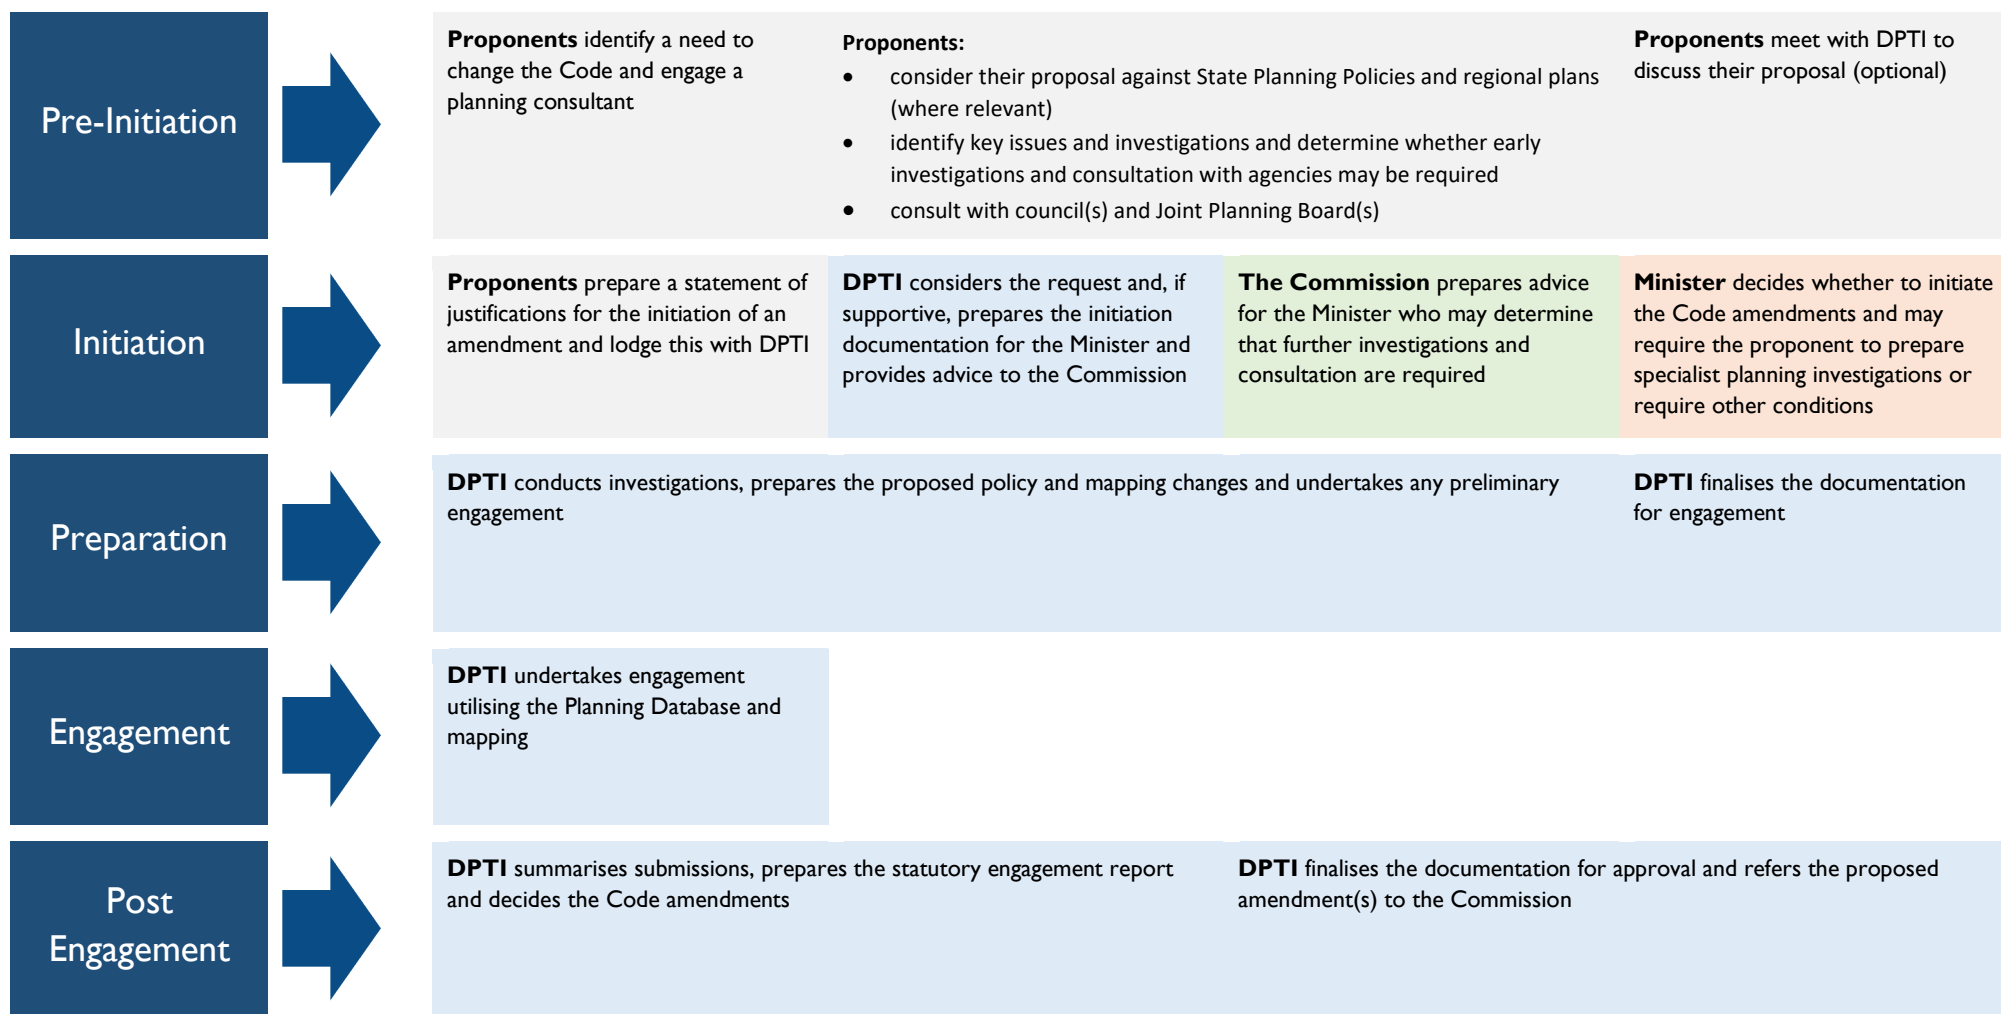 Pre-Initiation
Proponents identify a need to
change the Code and engage a
planning consultant
Proponents:
• consider their proposal against State Planning Policies and regional plans
(where relevant)
• identify key issues and investigations and determine whether early
investigations and consultation with agencies may be required
• consult with council(s) and Joint Planning Board(s)
Proponents meet with DPTI to
discuss their proposal (optional)
Initiation
Proponents prepare a statement of
justifications for the initiation of an
amendment and lodge this with DPTI
DPTI considers the request and, if
supportive, prepares the initiation
documentation for the Minister and
provides advice to the Commission
The Commission prepares advice
for the Minister who may determine
that further investigations and
consultation are required
Minister decides whether to initiate
the Code amendments and may
require the proponent to prepare
specialist planning investigations or
require other conditions
Preparation
DPTI conducts investigations, prepares the proposed policy and mapping changes and undertakes any preliminary
engagement
DPTI finalises the documentation
for engagement
Engagement
DPTI undertakes engagement
utilising the Planning Database and
mapping
Post
Engagement
DPTI summarises submissions, prepares the statutory engagement report
and decides the Code amendments
DPTI finalises the documentation for approval and refers the proposed
amendment(s) to the Commission